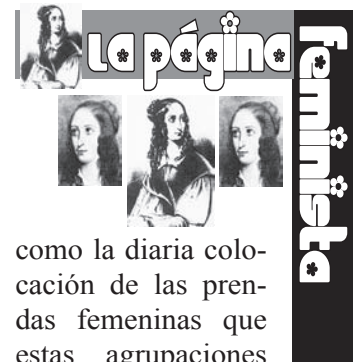 La página
feminista
como la diaria colo-
cación de las pren-
das femeninas que
estas agrupaciones